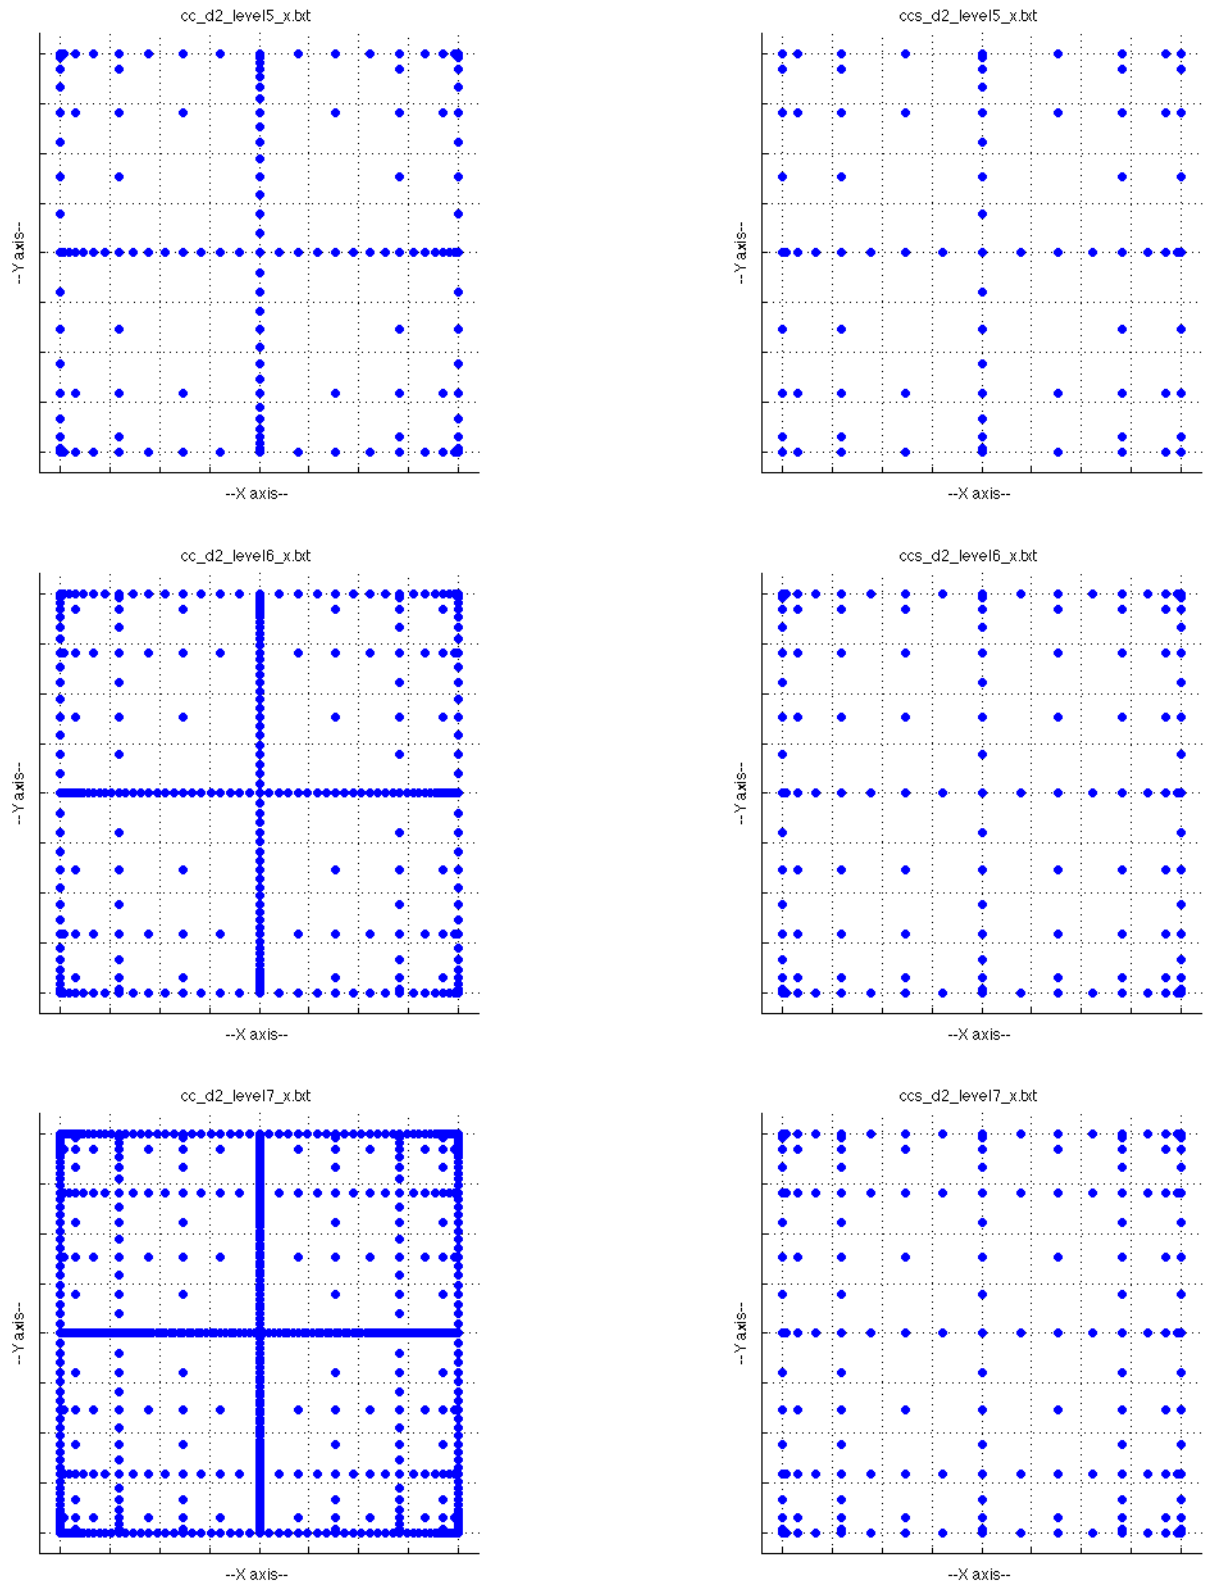 cc_d2_level5_x.txt
--Y axis--
--X axis--
ccs_d2_level5_x.txt
--Y axis--
--X axis--
cc_d2_level6_x.txt
--Y axis--
--X axis--
ccs_d2_level6_x.txt
--Y axis--
--X axis--
cc_d2_level7_x.txt
--Y axis--
--X axis--
ccs_d2_level7_x.txt
--Y axis--
--X axis--